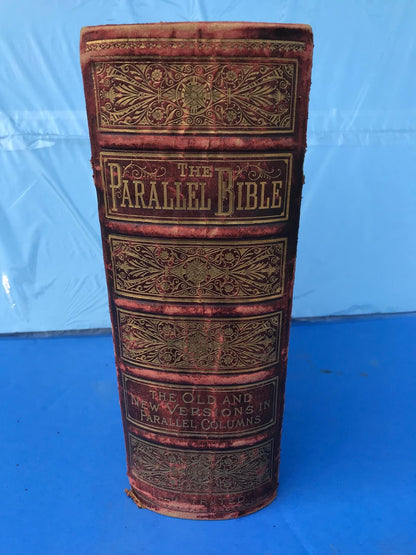 THE
PARALLEL BIBLE
THE OLD AND
NEW VERSIONS IN
PARALLEL COLUMNS